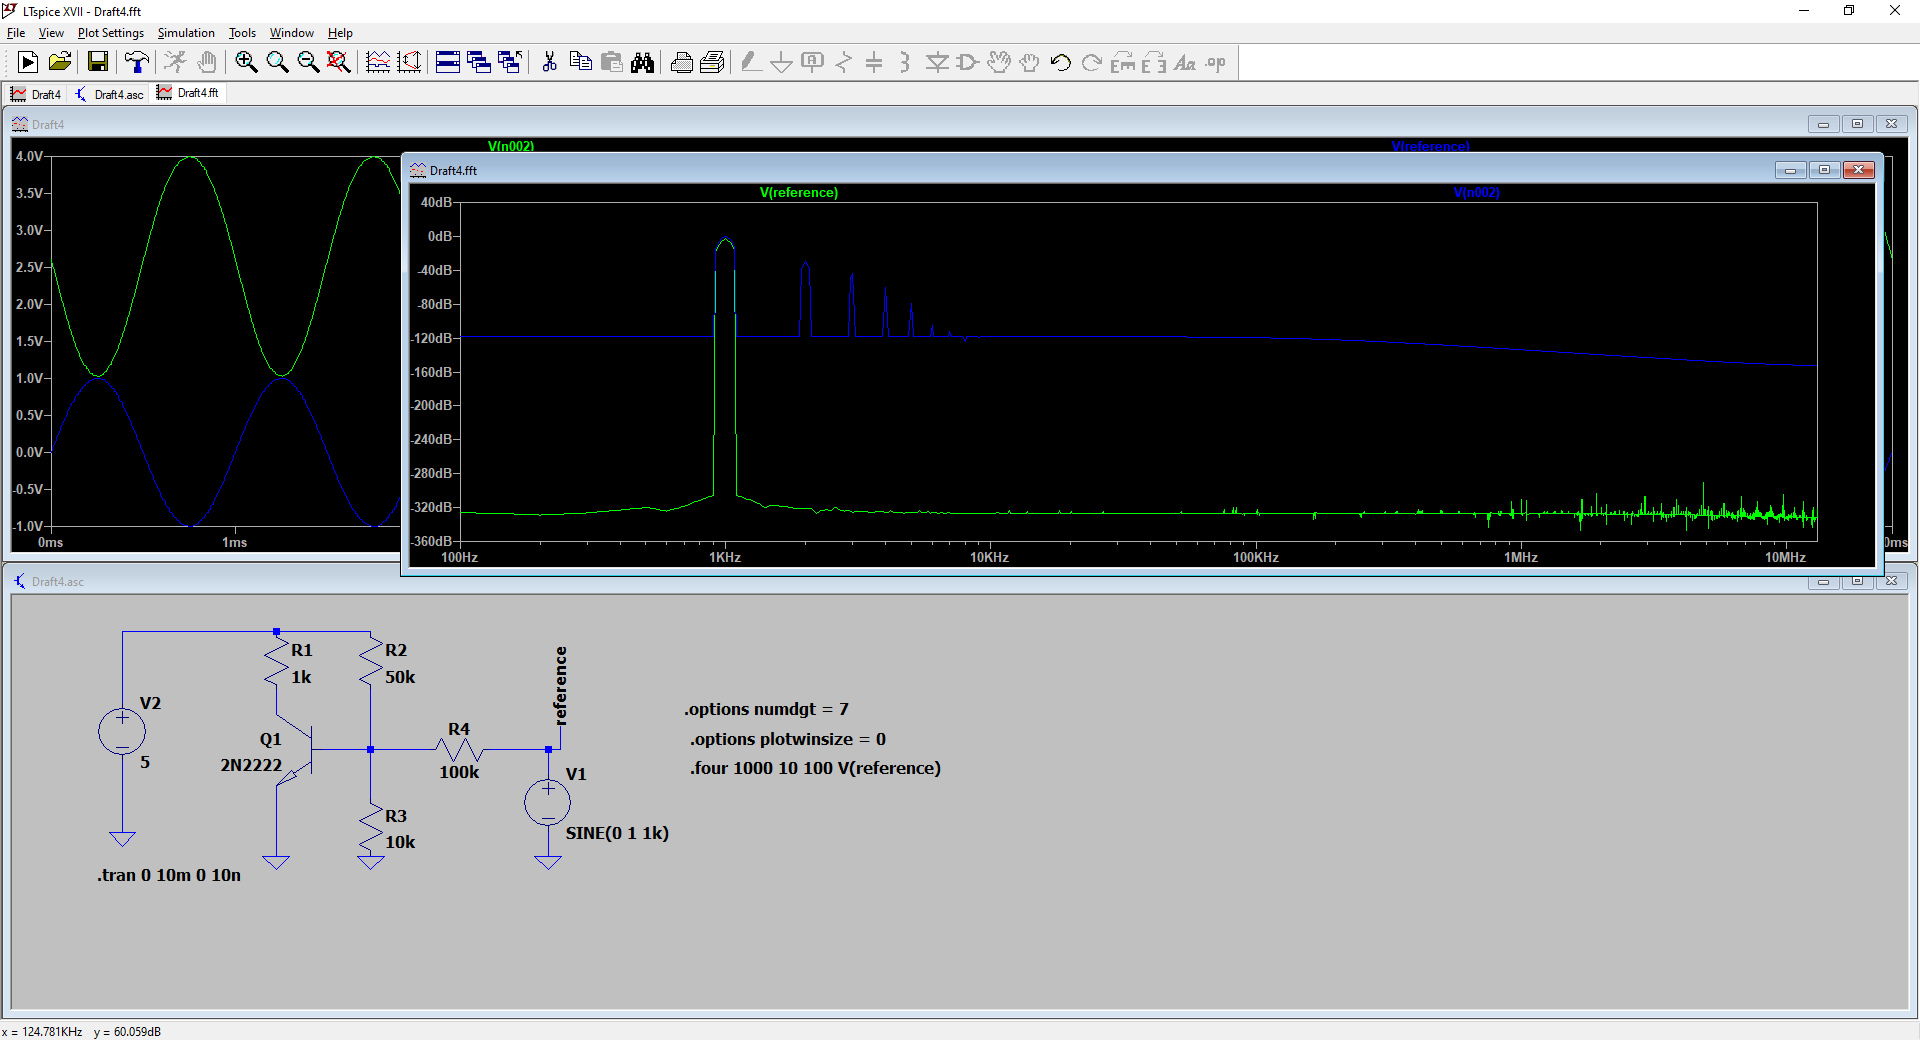 LTspice XVII - Draft4.fft
File View Plot Settings Simulation Tools Window Help
Draft4 Draft4.asc Draft4.fft
Draft4
V(n002) V(reference)
4.0V
3.5V
3.0V
2.5V
2.0V
1.5V
1.0V
0.5V
0.0V
-0.5V
-1.0V
0ms 1ms 0ms
Draft4.fft
V(reference) V(n002)
40dB
0dB
-40dB
-80dB
-120dB
-160dB
-200dB
-240dB
-280dB
-320dB
-360dB
100Hz 1KHz 10KHz 100KHz 1MHz 10MHz
Draft4.asc
R1
1k
R2
50k
reference
V2
5
Q1
2N2222
R4
100k
V1
SINE(0 1 1k)
R3
10k
.options numdgt = 7
.options plotwinsize = 0
.four 1000 10 100 V(reference)
.tran 0 10m 0 10n
x = 124.781KHz y = 60.059dB